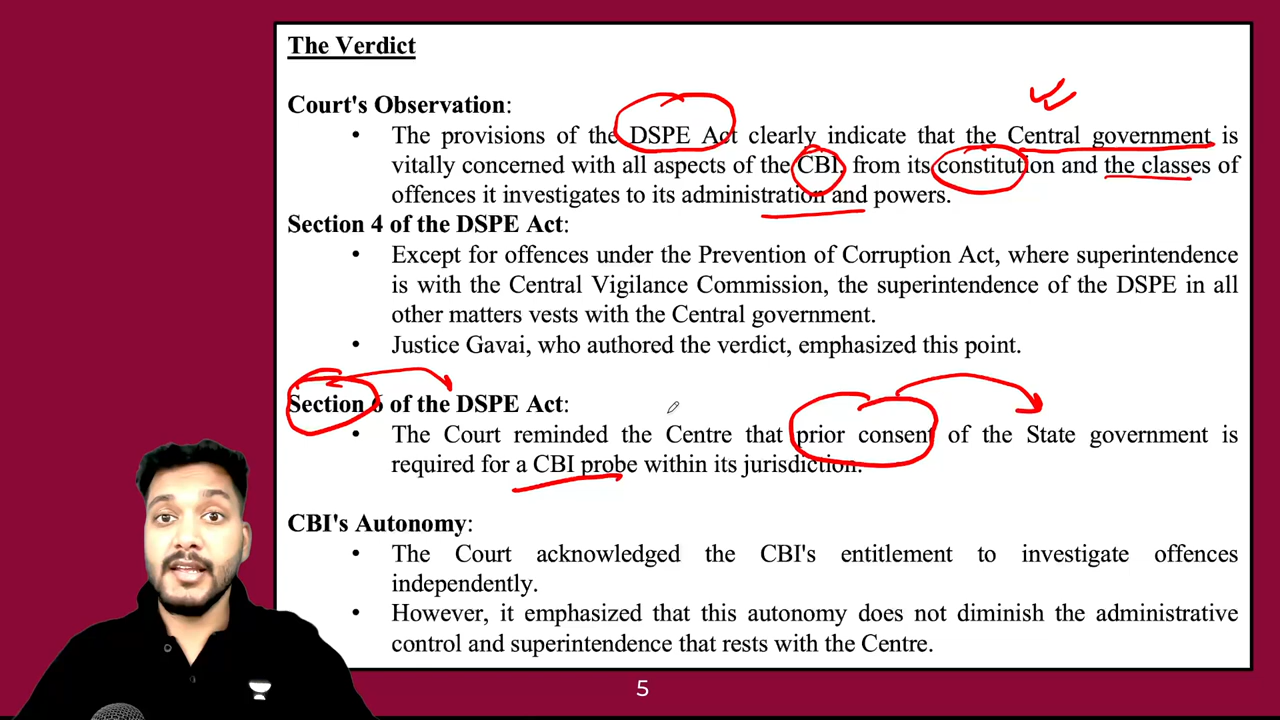 The Verdict
Court's Observation:
• The provisions of the DSPE Act clearly indicate that the Central government is
vitally concerned with all aspects of the CBI, from its constitution and the classes of
offences it investigates to its administration and powers.
Section 4 of the DSPE Act:
• Except for offences under the Prevention of Corruption Act, where superintendence
is with the Central Vigilance Commission, the superintendence of the DSPE in all
other matters vests with the Central government.
• Justice Gavai, who authored the verdict, emphasized this point.
Section 6 of the DSPE Act:
• The Court reminded the Centre that prior consent of the State government is
required for a CBI probe within its jurisdiction.
CBI's Autonomy:
• The Court acknowledged the CBI's entitlement to investigate offences
independently.
• However, it emphasized that this autonomy does not diminish the administrative
control and superintendence that rests with the Centre.
5